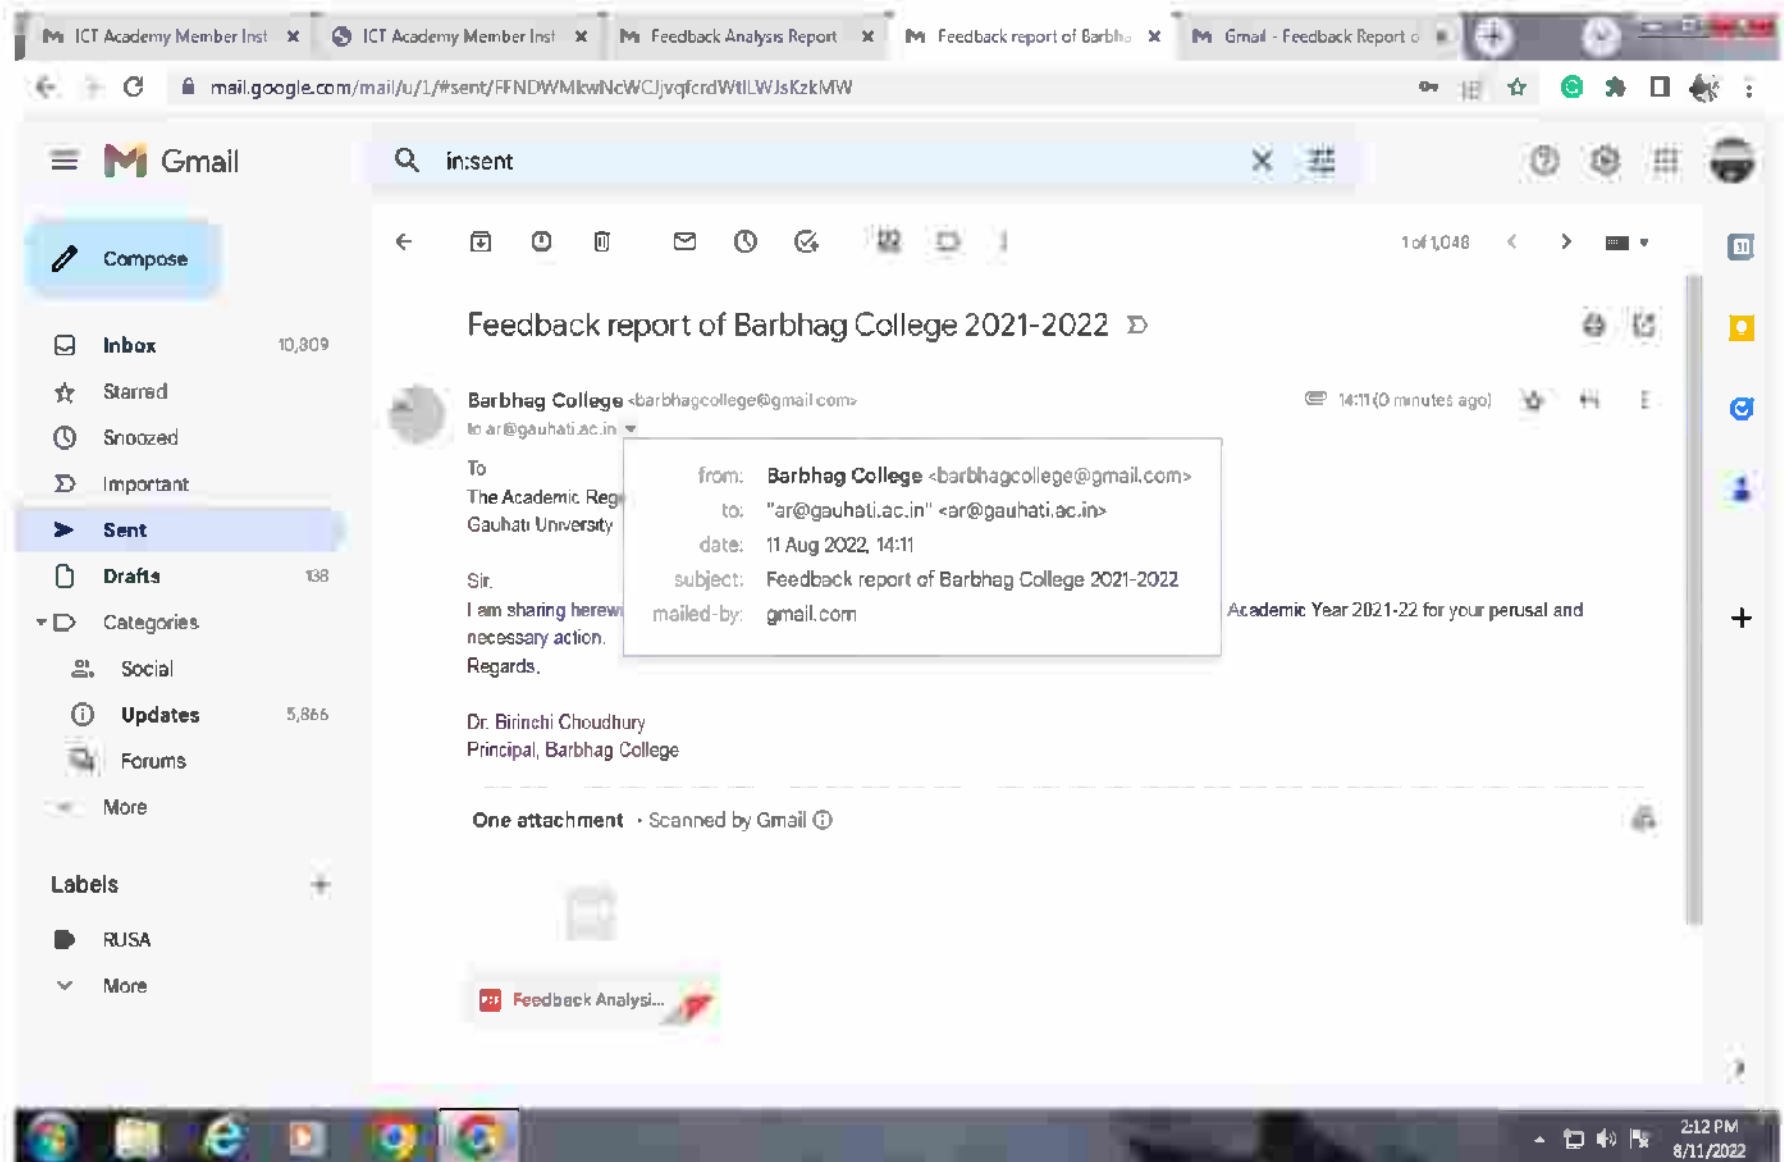 ICT Academy Member Inst
ICT Academy Member Inst
Feedback Analysis Report
Feedback report of Barbha
Gmail - Feedback Report o
mail.google.com/mail/u/1/#sent/FFNDWMkwNcWCJjvqfcrdWtlLWJsKzkMW
Gmail
in:sent
Compose
1 of 1,048
Inbox 10,809
Starred
Snoozed
Important
Sent
Drafts 138
Categories
Social
Updates 5,866
Forums
More
Labels
RUSA
More
Feedback report of Barbhag College 2021-2022
Barbhag College <barbhagcollege@gmail.com>
14:11 (0 minutes ago)
to ar@gauhati.ac.in
To
The Academic Reg
Gauhati University
from: Barbhag College <barbhagcollege@gmail.com>
to: "ar@gauhati.ac.in" <ar@gauhati.ac.in>
date: 11 Aug 2022, 14:11
subject: Feedback report of Barbhag College 2021-2022
mailed-by: gmail.com
Sir,
I am sharing herew Academic Year 2021-22 for your perusal and
necessary action.
Regards,
Dr. Birinchi Choudhury
Principal, Barbhag College
One attachment • Scanned by Gmail
PDF Feedback Analysi...
31
2:12 PM
8/11/2022